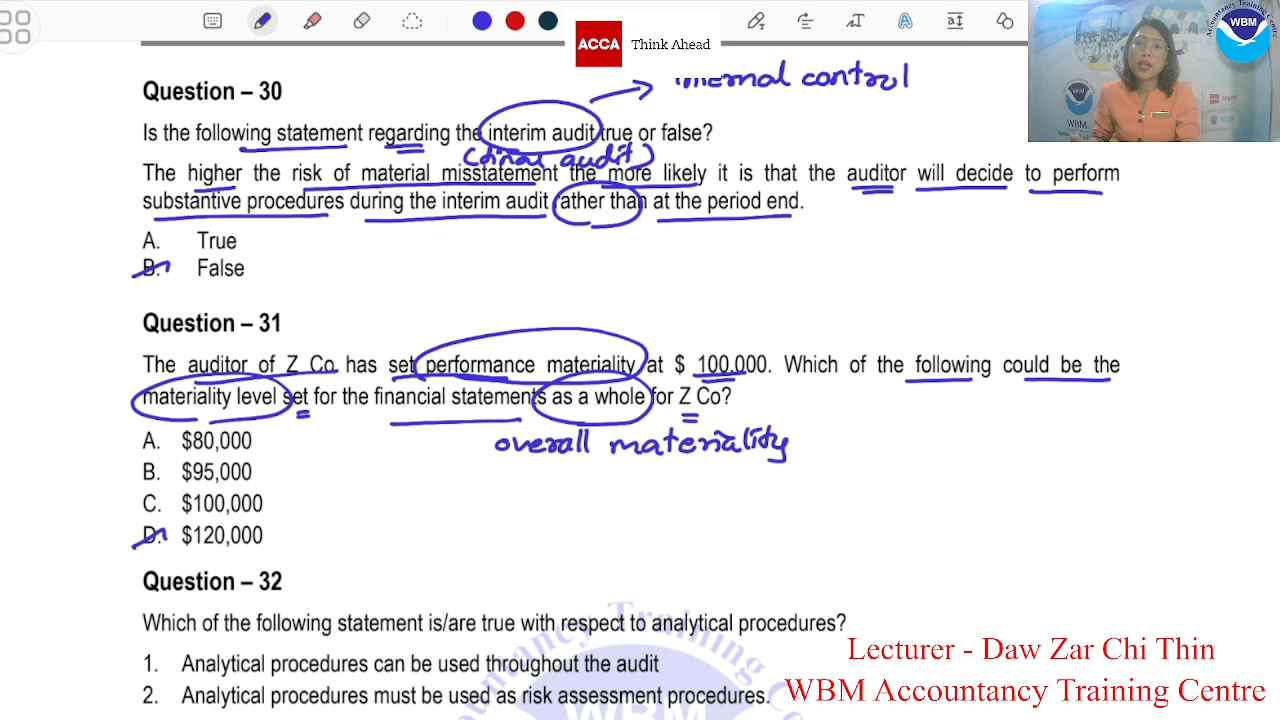 ACCA Think Ahead
WBM
Question – 30
internal control
Is the following statement regarding the interim audit true or false?
(final audit)
The higher the risk of material misstatement the more likely it is that the auditor will decide to perform
substantive procedures during the interim audit rather than at the period end.
A. True
B. False
Question – 31
The auditor of Z Co has set performance materiality at $ 100,000. Which of the following could be the
materiality level set for the financial statements as a whole for Z Co?
overall materiality
A. $80,000
B. $95,000
C. $100,000
D. $120,000
Question – 32
Which of the following statement is/are true with respect to analytical procedures?
1. Analytical procedures can be used throughout the audit
2. Analytical procedures must be used as risk assessment procedures.
Lecturer - Daw Zar Chi Thin
WBM Accountancy Training Centre
WBM